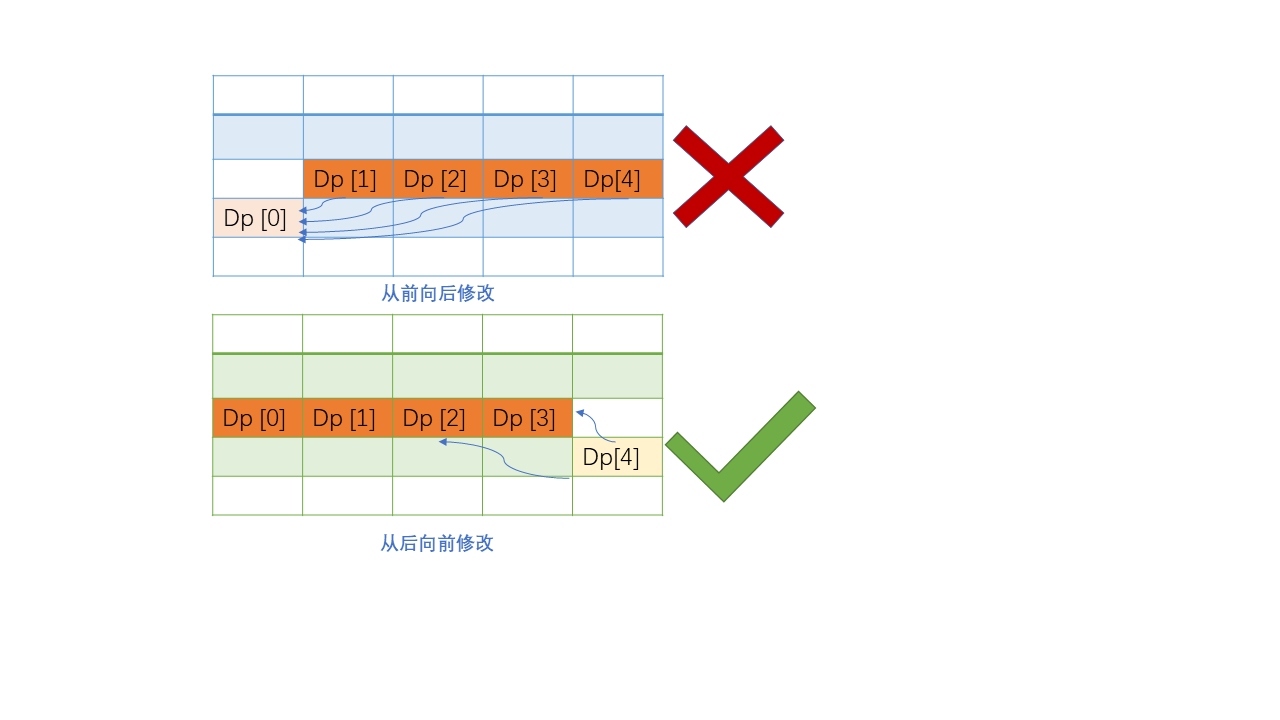 Dp [1] Dp [2] Dp [3] Dp[4]
Dp [0]
从前向后修改
Dp [0] Dp [1] Dp [2] Dp [3]
Dp[4]
从后向前修改